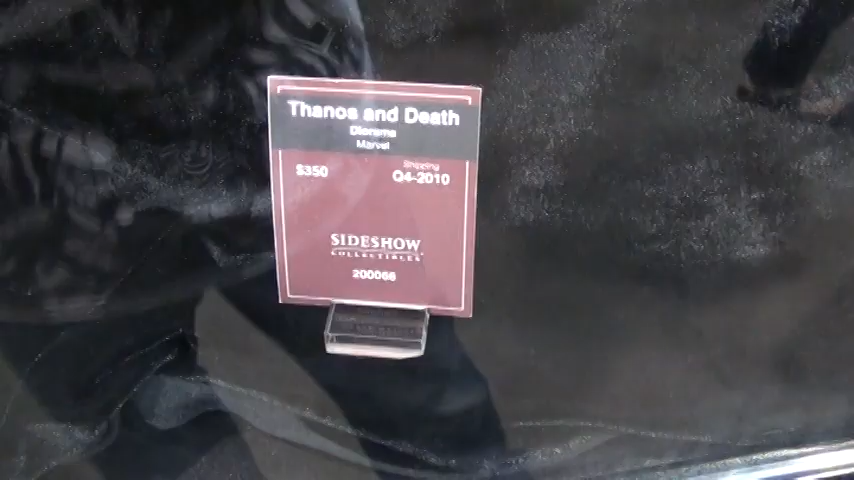 Thanos and Death
Diorama
Marvel
$350
Shipping
Q4-2010
SIDESHOW
COLLECTIBLES
200066